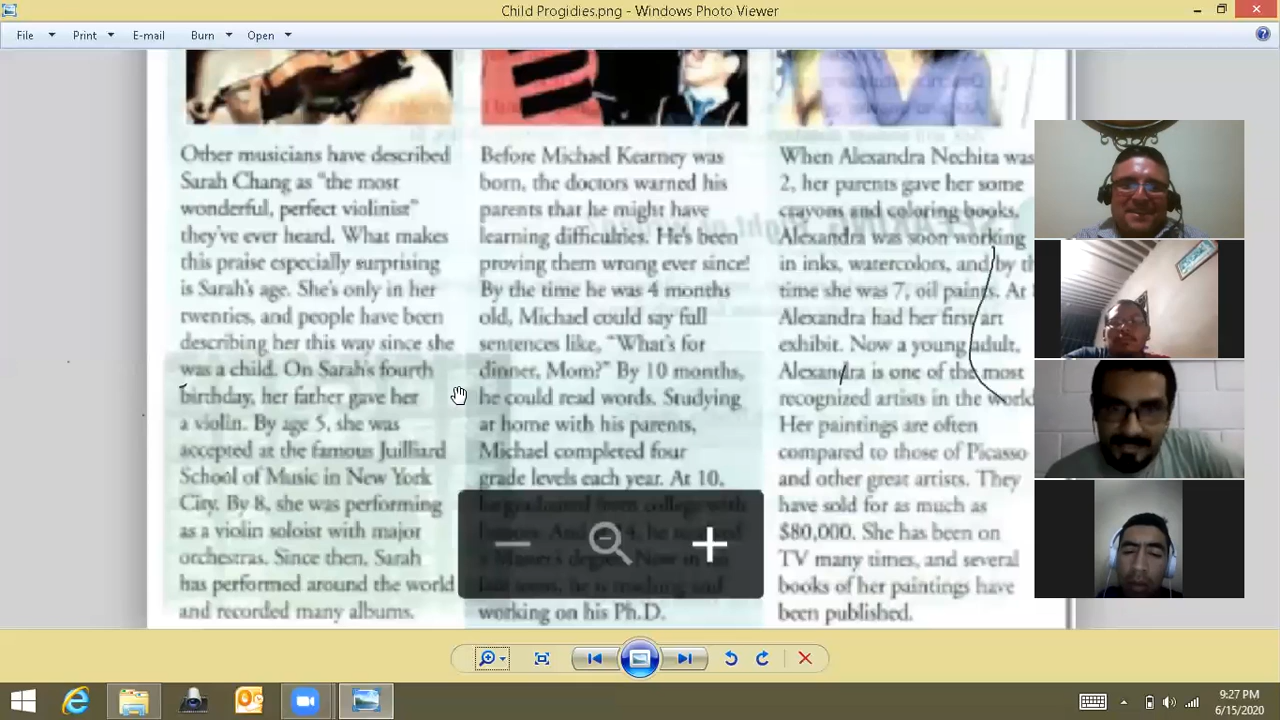 Child Progidies.png - Windows Photo Viewer
File Print E-mail Burn Open
Other musicians have described
Sarah Chang as "the most
wonderful, perfect violinist"
they've ever heard. What makes
this praise especially surprising
is Sarah's age. She's only in her
twenties, and people have been
describing her this way since she
was a child. On Sarah's fourth
birthday, her father gave her
a violin. By age 5, she was
accepted at the famous Juilliard
School of Music in New York
City. By 8, she was performing
as a violin soloist with major
orchestras. Since then, Sarah
has performed around the world
and recorded many albums.
Before Michael Kearney was
born, the doctors warned his
parents that he might have
learning difficulties. He's been
proving them wrong ever since!
By the time he was 4 months
old, Michael could say full
sentences like, "What's for
dinner, Mom?" By 10 months,
he could read words. Studying
at home with his parents,
Michael completed four
grade levels each year. At 10,
he graduated from college with
working on his Ph.D.
When Alexandra Nechita was
2, her parents gave her some
crayons and coloring books.
Alexandra was soon working
in inks, watercolors, and by
time she was 7, oil paints. At
Alexandra had her first art
exhibit. Now a young adult,
Alexandra is one of the most
recognized artists in the world
Her paintings are often
compared to those of Picasso
and other great artists. They
have sold for as much as
$80,000. She has been on
TV many times, and several
books of her paintings have
been published.
9:27 PM
6/15/2020